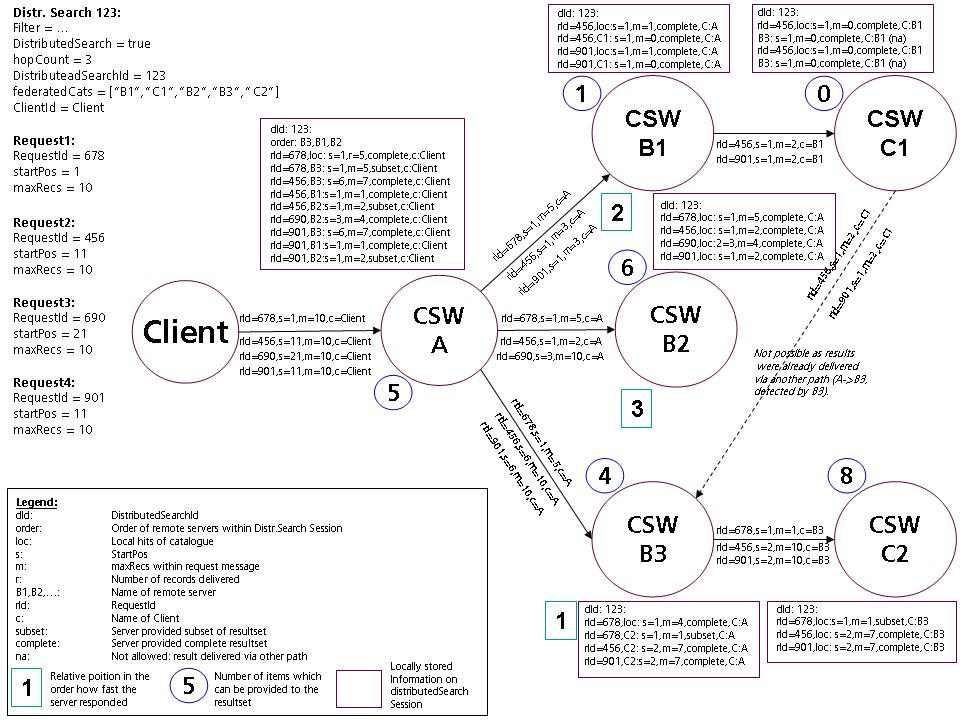 Distr. Search 123:
Filter = ...
DistributedSearch = true
hopCount = 3
DistributeadSearchId = 123
federatedCats = ["B1","C1","B2","B3","C2"]
ClientId = Client
Request1:
RequestId = 678
startPos = 1
maxRecs = 10
Request2:
RequestId = 456
startPos = 11
maxRecs = 10
Request3:
RequestId = 690
startPos = 21
maxRecs = 10
Request4:
RequestId = 901
startPos = 11
maxRecs = 10
dId: 123:
order: B3,B1,B2
rId=678,loc: s=1,r=5,complete,c:Client
rId=678,B3: s=1,m=5,subset,c:Client
rId=456,B3: s=6,m=7,complete,c:Client
rId=456,B1:s=1,m=1,complete,c:Client
rId=456,B2:s=1,m=2,subset,c:Client
rId=690,B2:s=3,m=4,complete,c:Client
rId=901,B3: s=6,m=7,complete,c:Client
rId=901,B1:s=1,m=1,complete,c:Client
rId=901,B2:s=1,m=2,subset,c:Client
dId: 123:
rId=456,loc:s=1,m=1,complete,C:A
rId=456,C1: s=1,m=0,complete,C:A
rId=901,loc:s=1,m=1,complete,C:A
rId=901,C1: s=1,m=0,complete,C:A
dId: 123:
rId=456,loc:s=1,m=0,complete,C:B1
B3: s=1,m=0,complete,C:B1 (na)
rId=456,loc:s=1,m=0,complete,C:B1
B3: s=1,m=0,complete,C:B1 (na)
1
CSW
B1
0
CSW
C1
rId=456,s=1,m=2,c=B1
rId=901,s=1,m=2,c=B1
2
rId=678,s=1,m=5,c=A
rId=456,s=1,m=3,c=A
rId=901,s=1,m=3,c=A
dId: 123:
rId=678,loc: s=1,m=5,complete,C:A
rId=456,loc: s=1,m=2,complete,C:A
rId=690,loc:2=3,m=4,complete,C:A
rId=901,loc: s=1,m=2,complete,C:A
rId=456,s=1,m=2,c=C1
rId=901,s=1,m=2,c=C1
Client
rId=678,s=1,m=10,c=Client
rId=456,s=11,m=10,c=Client
rId=690,s=21,m=10,c=Client
rId=901,s=11,m=10,c=Client
CSW
A
5
rId=678,s=1,m=5,c=A
rId=456,s=1,m=2,c=A
rId=690,s=3,m=10,c=A
6
CSW
B2
3
Not possible as results
were already delivered
via another path (A->B3,
detected by B3).
rId=678,s=1,m=5,c=A
rId=456,s=6,m=10,c=A
rId=901,s=6,m=10,c=A
4
CSW
B3
rId=678,s=1,m=1,c=B3
rId=456,s=2,m=10,c=B3
rId=901,s=2,m=10,c=B3
8
CSW
C2
1
dId: 123:
rId=678,loc: s=1,m=4,complete,C:A
rId=678,C2: s=1,m=1,subset,C:A
rId=456,C2: s=2,m=7,complete,C:A
rId=901,C2:s=2,m=7,complete,C:A
dId: 123:
rId=678,loc:s=1,m=1,subset,C:B3
rId=456,loc: s=2,m=7,complete,C:B3
rId=901,loc: s=2,m=7,complete,C:B3
Legend:
dId: DistributedSearchId
order: Order of remote servers within Distr.Search Session
loc: Local hits of catalogue
s: StartPos
m: maxRecs within request message
r: Number of records delivered
B1,B2,...: Name of remote server
rId: RequestId
c: Name of Client
subset: Server provided subset of resultset
complete: Server provided complete resultset
na: Not allowed: result delivered via other path
1
Relative poition in the
order how fast the
server responded
5
Number of items which
can be provided to the
resultset
Locally stored
Information on
distributedSearch
Session